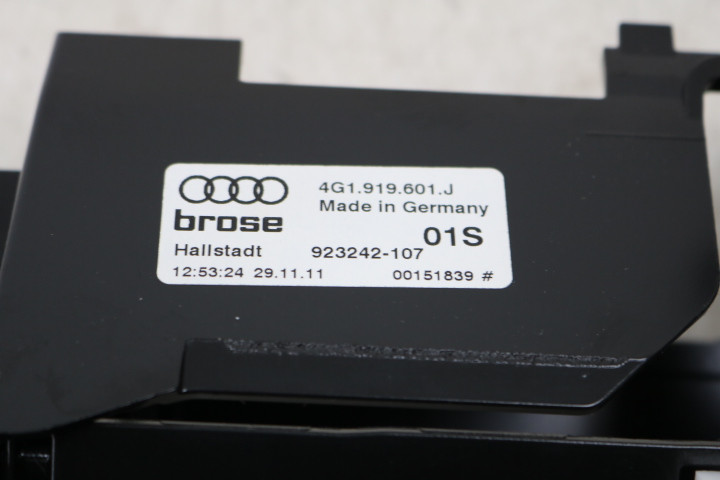 4G1.919.601.J
Made in Germany
brose
01S
Hallstadt 923242-107
12:53:24 29.11.11 00151839 #